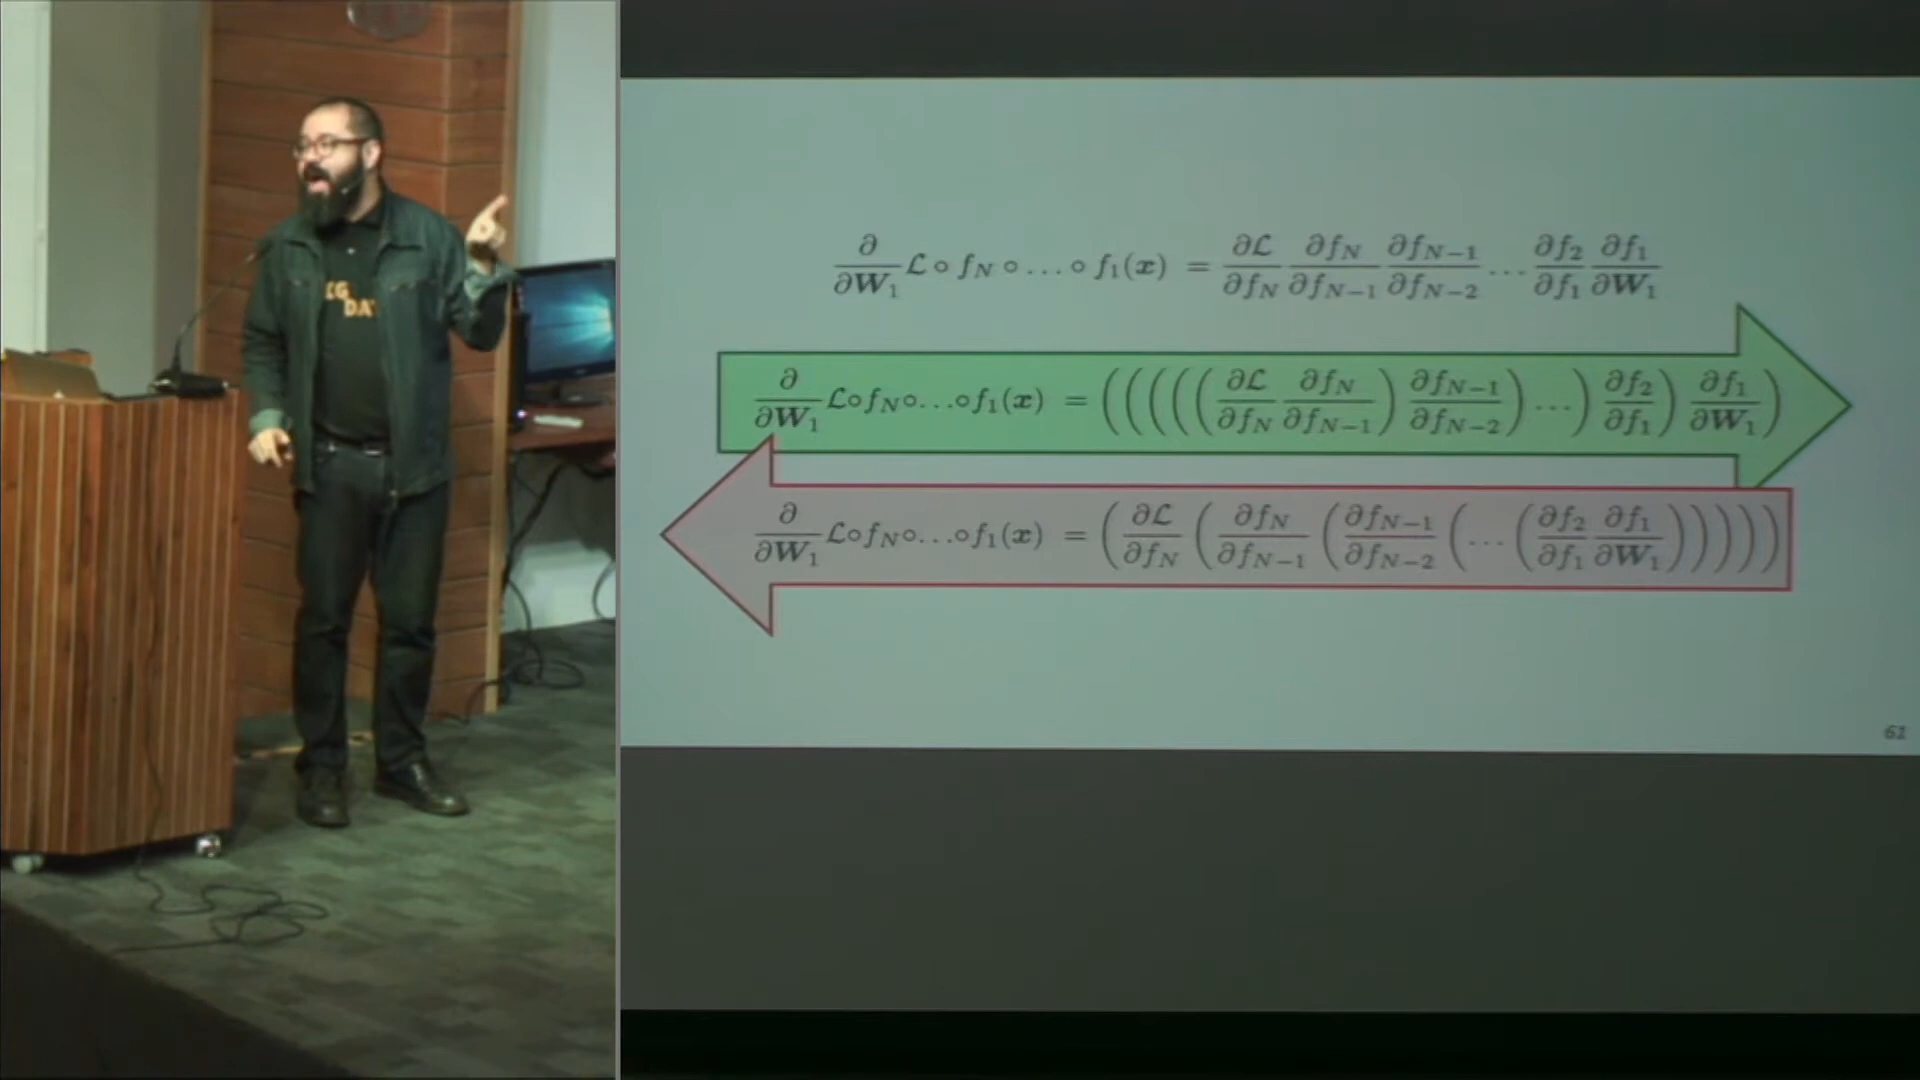 CG
DA
∂/∂W₁ ℒ ∘ f_N ∘ … ∘ f₁(x) = ∂ℒ/∂f_N ∂f_N/∂f_{N−1} ∂f_{N−1}/∂f_{N−2} … ∂f₂/∂f₁ ∂f₁/∂W₁
∂/∂W₁ ℒ∘f_N∘…∘f₁(x) = (((((∂ℒ/∂f_N ∂f_N/∂f_{N−1}) ∂f_{N−1}/∂f_{N−2}) …) ∂f₂/∂f₁) ∂f₁/∂W₁)
∂/∂W₁ ℒ∘f_N∘…∘f₁(x) = (∂ℒ/∂f_N (∂f_N/∂f_{N−1} (∂f_{N−1}/∂f_{N−2} (… (∂f₂/∂f₁ ∂f₁/∂W₁)))))
61